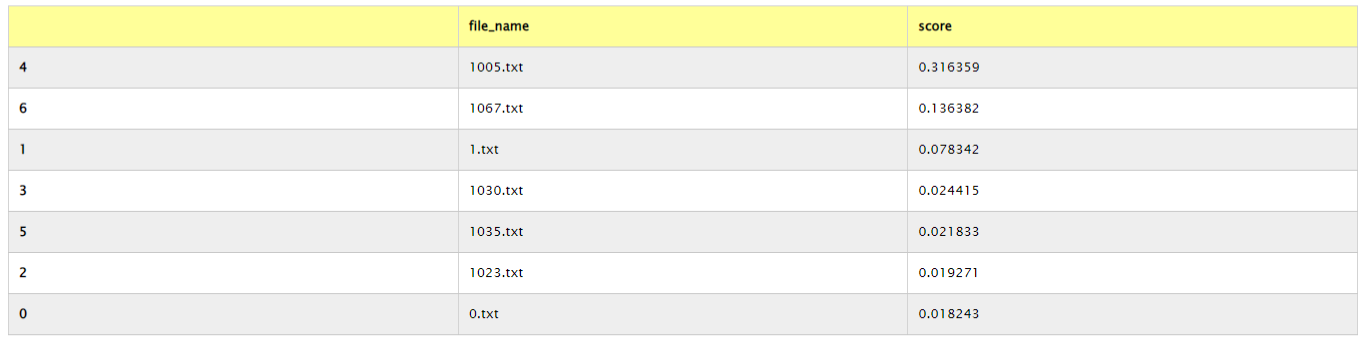 file_name score
4 1005.txt 0.316359
6 1067.txt 0.136382
1 1.txt 0.078342
3 1030.txt 0.024415
5 1035.txt 0.021833
2 1023.txt 0.019271
0 0.txt 0.018243